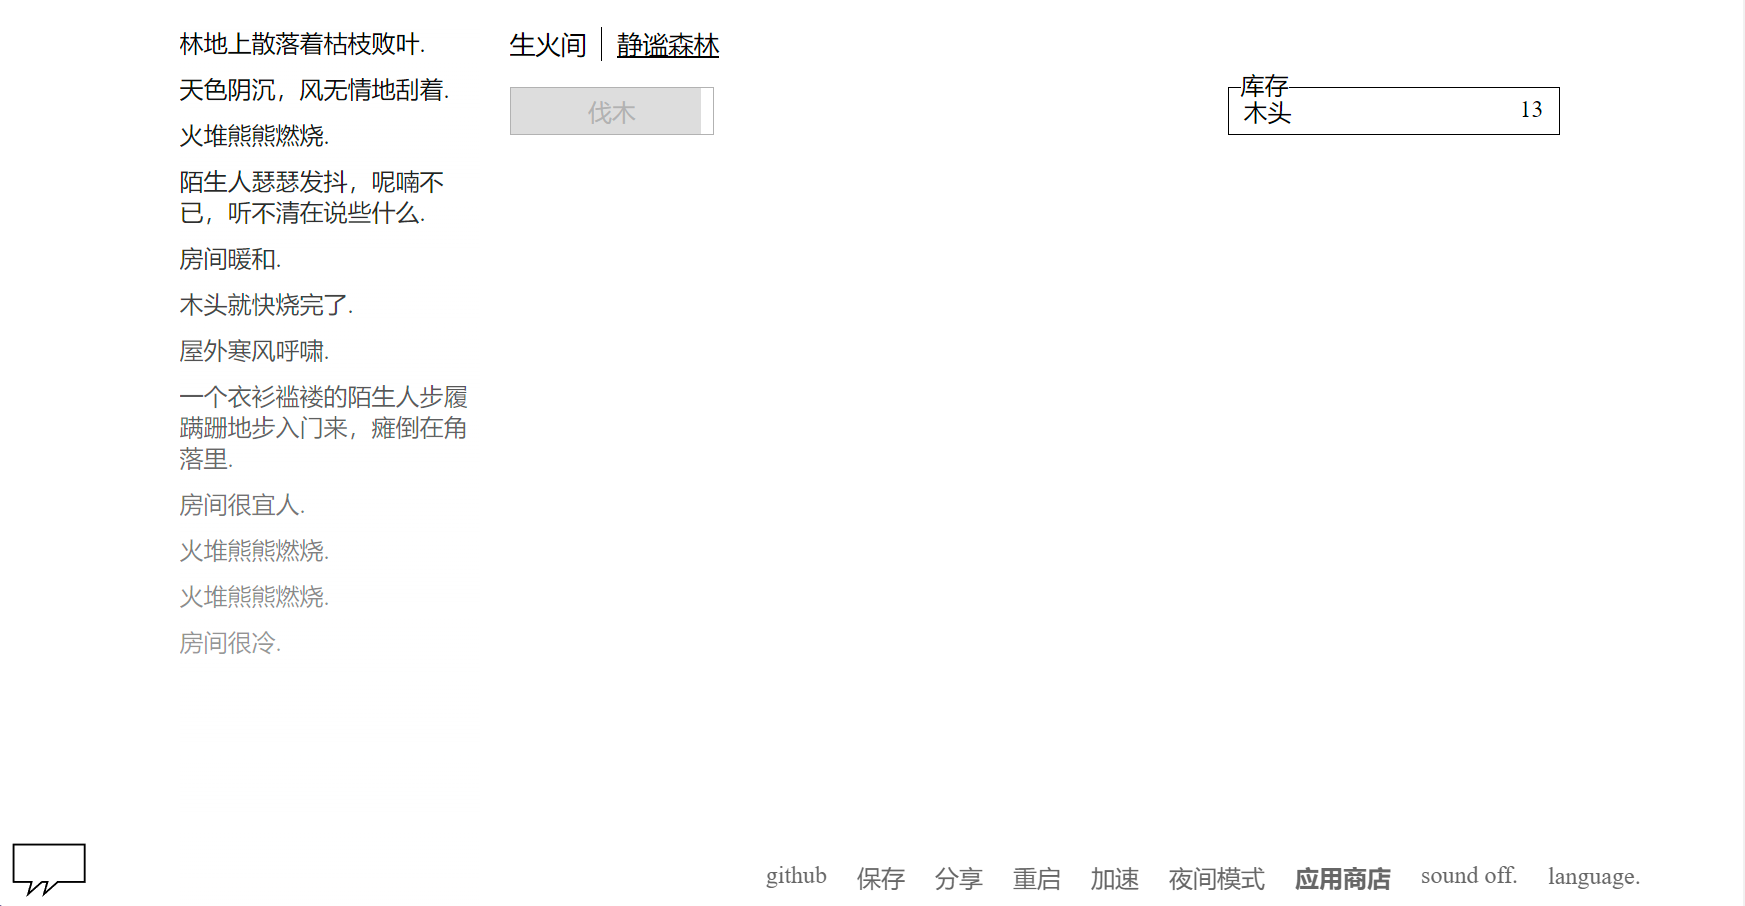 林地上散落着枯枝败叶.
天色阴沉，风无情地刮着.
火堆熊熊燃烧.
陌生人瑟瑟发抖，呢喃不
已，听不清在说些什么.
房间暖和.
木头就快烧完了.
屋外寒风呼啸.
一个衣衫褴褛的陌生人步履
蹒跚地步入门来，瘫倒在角
落里.
房间很宜人.
火堆熊熊燃烧.
火堆熊熊燃烧.
房间很冷.
生火间 静谧森林
伐木
库存
木头 13
github 保存 分享 重启 加速 夜间模式 应用商店 sound off. language.